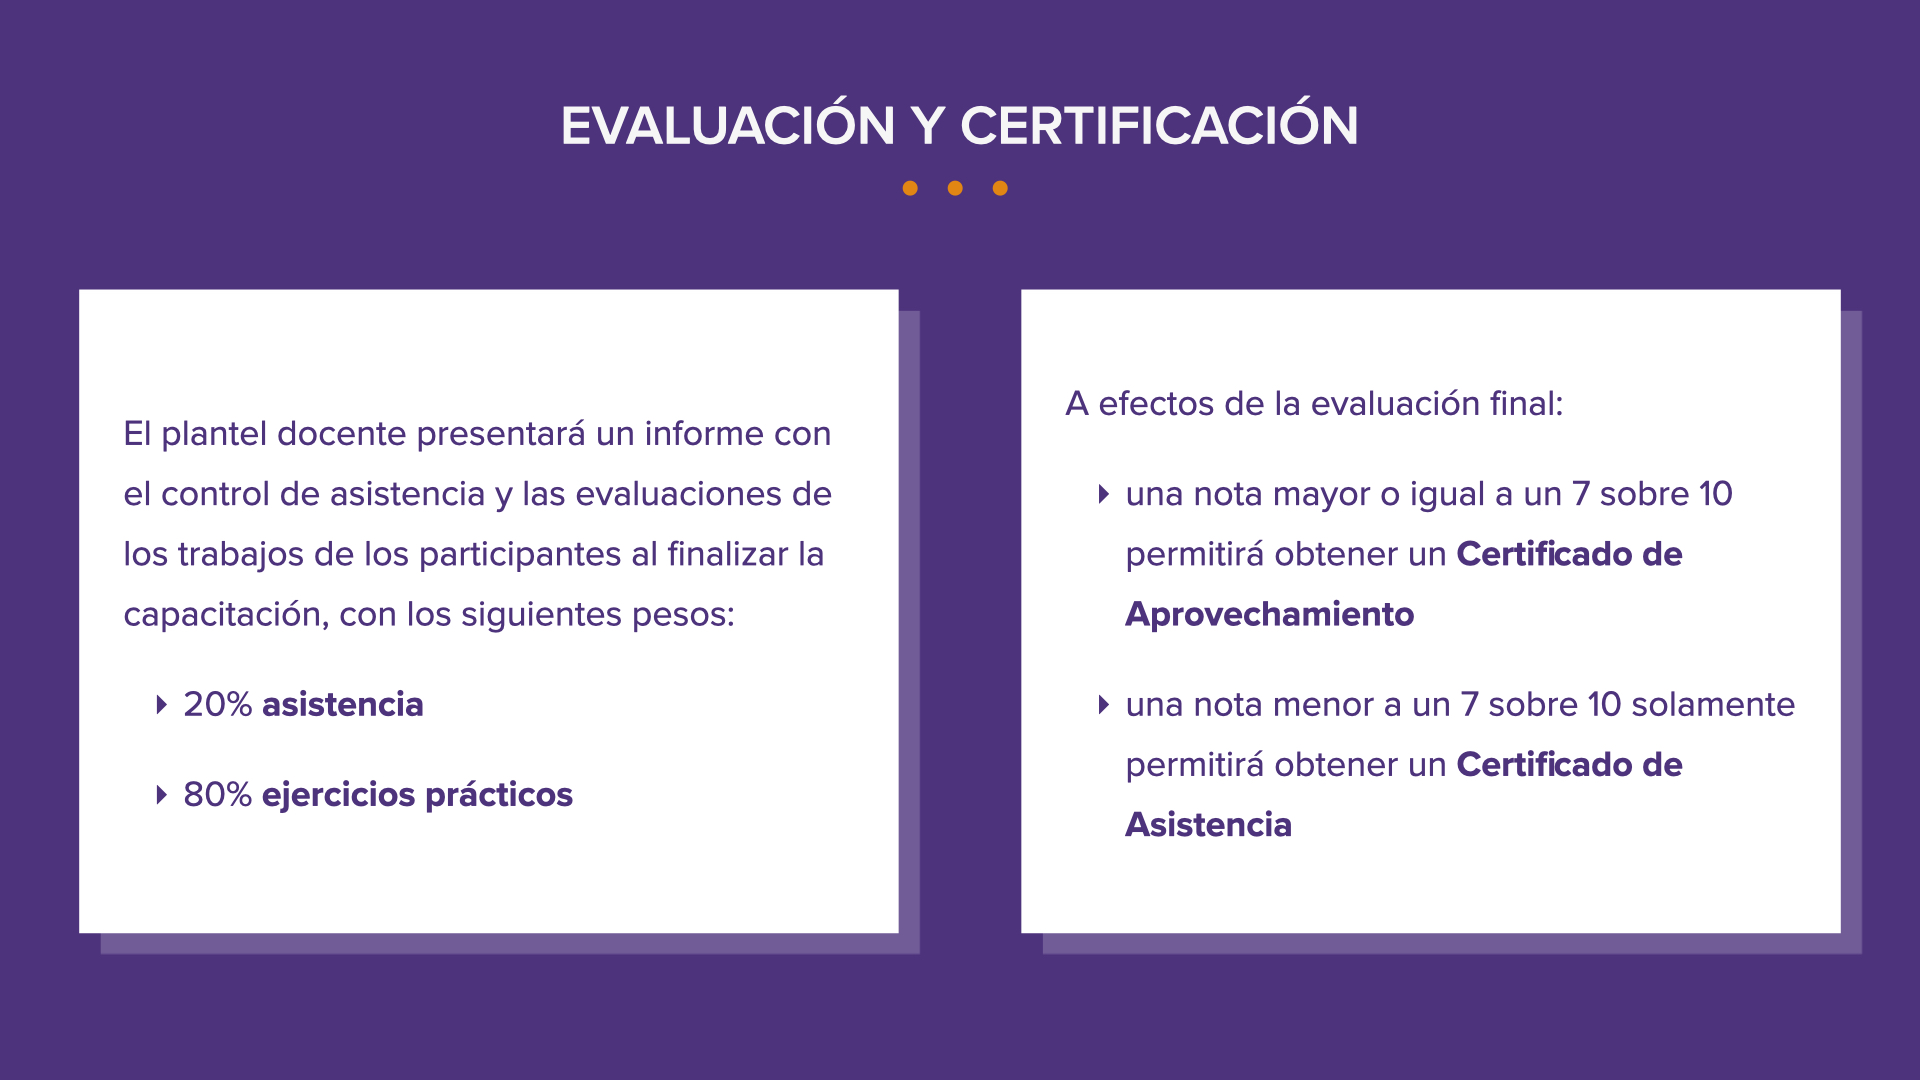 EVALUACIÓN Y CERTIFICACIÓN
El plantel docente presentará un informe con
el control de asistencia y las evaluaciones de
los trabajos de los participantes al finalizar la
capacitación, con los siguientes pesos:
20% asistencia
80% ejercicios prácticos
A efectos de la evaluación final:
una nota mayor o igual a un 7 sobre 10
permitirá obtener un Certificado de
Aprovechamiento
una nota menor a un 7 sobre 10 solamente
permitirá obtener un Certificado de
Asistencia